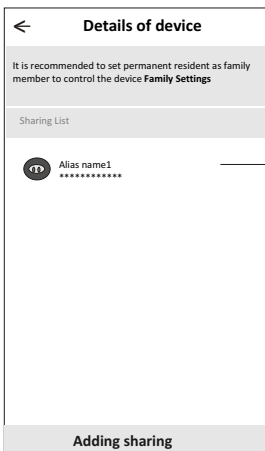 Details of device
It is recommended to set permanent resident as family
member to control the device Family Settings
Sharing List
Alias name1
************
Adding sharing